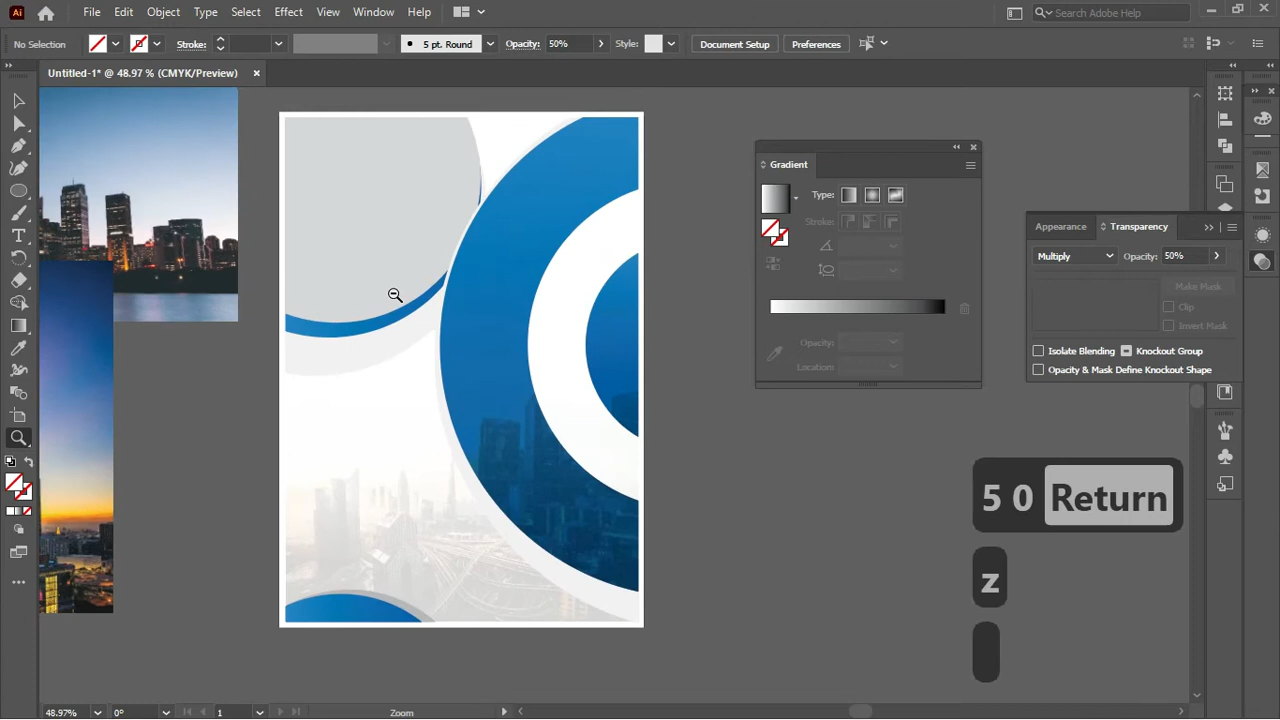 Ai File Edit Object Type Select Effect View Window Help Search Adobe Help
No Selection Stroke: 5 pt. Round Opacity: 50% Style: Document Setup Preferences
Untitled-1* @ 48.97 % (CMYK/Preview) ×
Gradient
Type:
Stroke:
Opacity:
Location:
Appearance Transparency
Multiply Opacity: 50%
Make Mask
Clip
Invert Mask
Isolate Blending Knockout Group
Opacity & Mask Define Knockout Shape
5 0 Return
z
48.97% 0° 1 Zoom